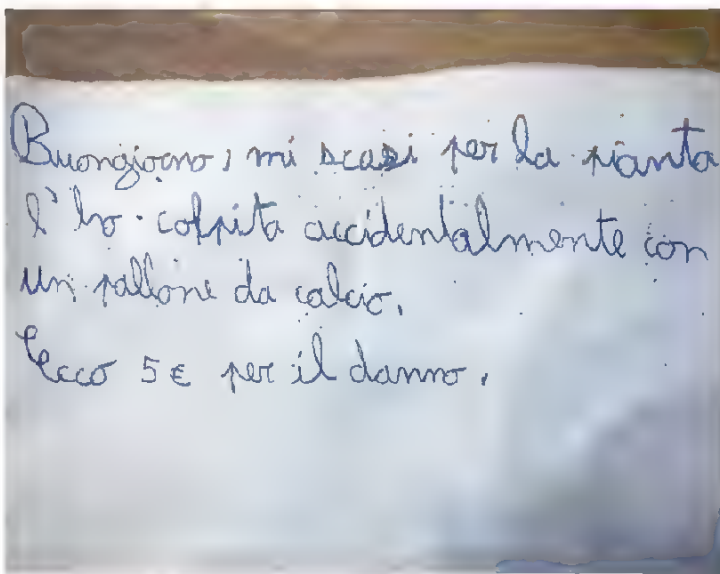 Buongiorno, mi scusi per la pianta
l'ho colpita accidentalmente con
un pallone da calcio.
Ecco 5€ per il danno.